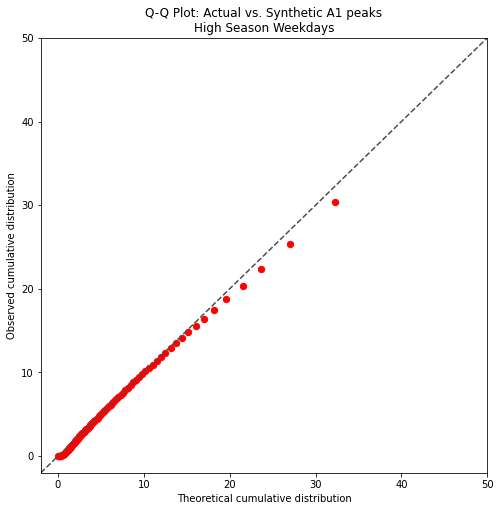 Q-Q Plot: Actual vs. Synthetic A1 peaks
High Season Weekdays
50
40
30
20
10
0
Observed cumulative distribution
0 10 20 30 40 50
Theoretical cumulative distribution